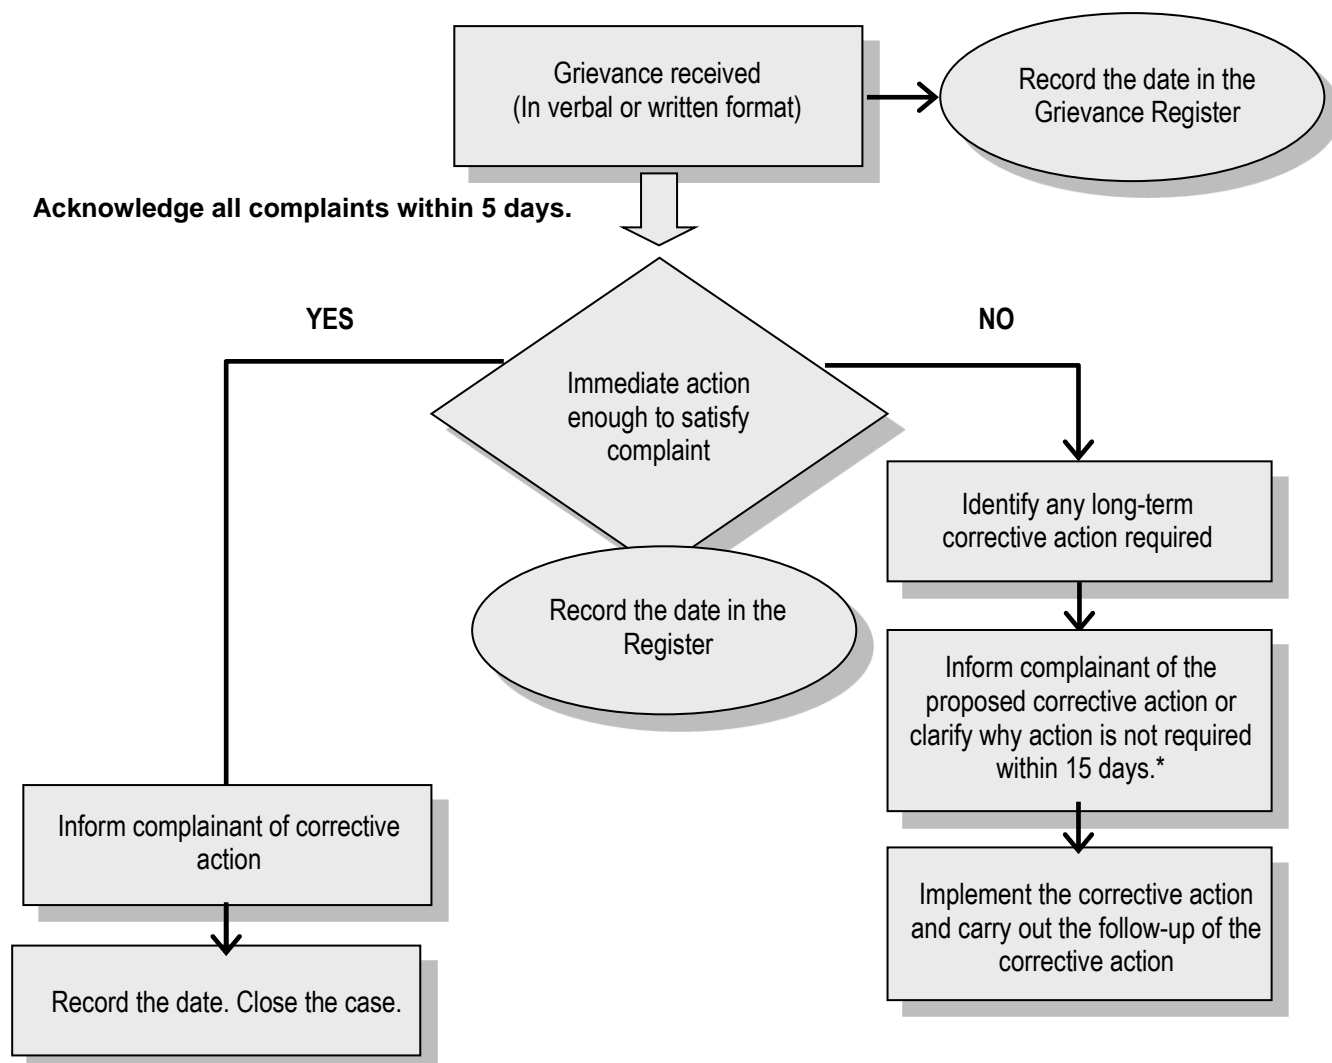 Grievance received
(In verbal or written format)
Record the date in the
Grievance Register
Acknowledge all complaints within 5 days.
YES
NO
Immediate action
enough to satisfy
complaint
Identify any long-term
corrective action required
Record the date in the
Register
Inform complainant of the
proposed corrective action or
clarify why action is not required
within 15 days.*
Inform complainant of corrective
action
Implement the corrective action
and carry out the follow-up of the
corrective action
Record the date. Close the case.